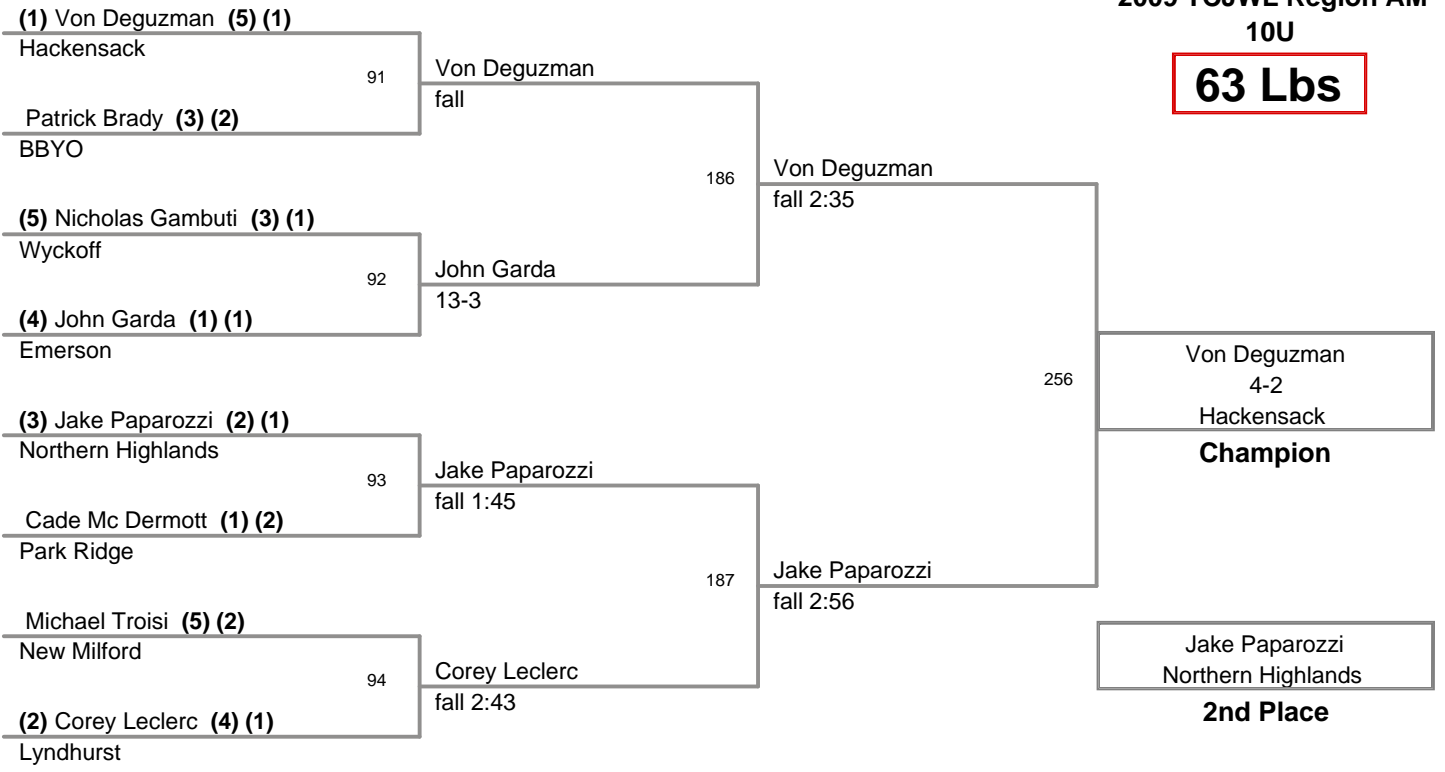 2009 TCJWL Region AM
10U
63 Lbs
(1) Von Deguzman (5) (1)
Hackensack
91
Patrick Brady (3) (2)
BBYO
Von Deguzman
fall
(5) Nicholas Gambuti (3) (1)
Wyckoff
92
(4) John Garda (1) (1)
Emerson
John Garda
13-3
186
Von Deguzman
fall 2:35
(3) Jake Paparozzi (2) (1)
Northern Highlands
93
Cade Mc Dermott (1) (2)
Park Ridge
Jake Paparozzi
fall 1:45
Michael Troisi (5) (2)
New Milford
94
(2) Corey Leclerc (4) (1)
Lyndhurst
Corey Leclerc
fall 2:43
187
Jake Paparozzi
fall 2:56
256
Von Deguzman
4-2
Hackensack
Champion
Jake Paparozzi
Northern Highlands
2nd Place